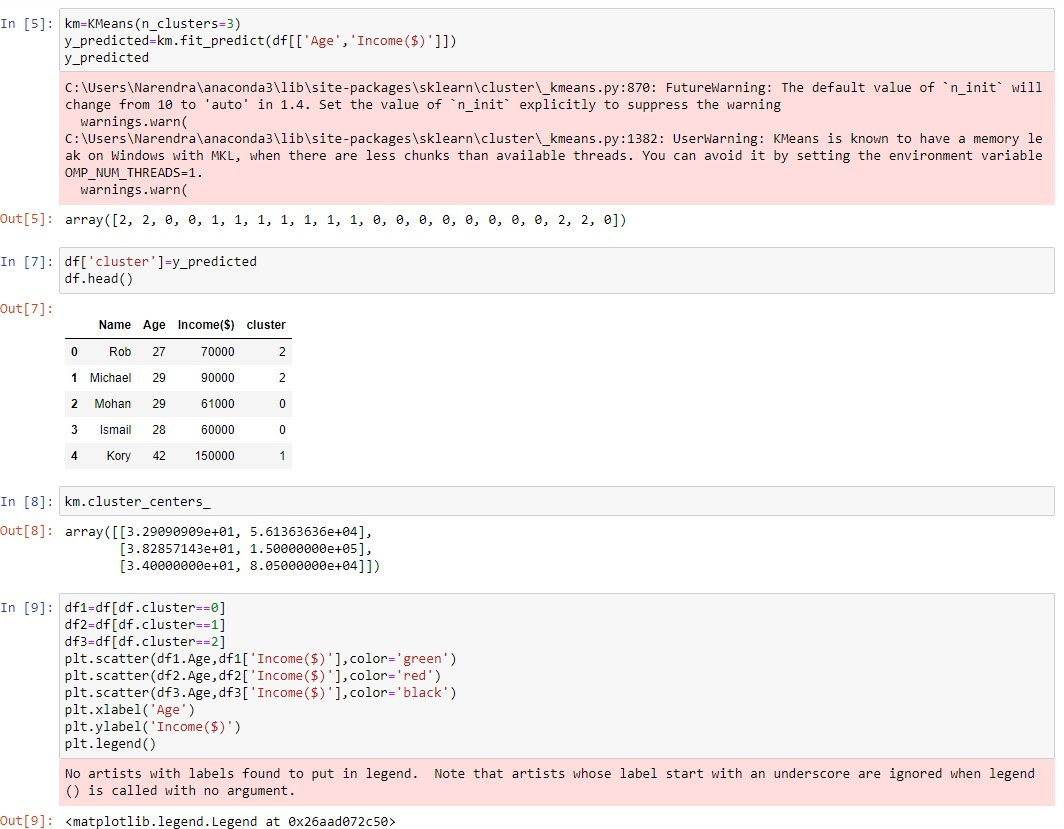 In [5]: km=KMeans(n_clusters=3)
y_predicted=km.fit_predict(df[['Age','Income($)']])
y_predicted
C:\Users\Narendra\anaconda3\lib\site-packages\sklearn\cluster\_kmeans.py:870: FutureWarning: The default value of `n_init` will
change from 10 to 'auto' in 1.4. Set the value of `n_init` explicitly to suppress the warning
warnings.warn(
C:\Users\Narendra\anaconda3\lib\site-packages\sklearn\cluster\_kmeans.py:1382: UserWarning: KMeans is known to have a memory le
ak on Windows with MKL, when there are less chunks than available threads. You can avoid it by setting the environment variable
OMP_NUM_THREADS=1.
warnings.warn(
Out[5]: array([2, 2, 0, 0, 1, 1, 1, 1, 1, 1, 1, 0, 0, 0, 0, 0, 0, 0, 0, 2, 2, 0])
In [7]: df['cluster']=y_predicted
df.head()
Out[7]:
Name Age Income($) cluster
0 Rob 27 70000 2
1 Michael 29 90000 2
2 Mohan 29 61000 0
3 Ismail 28 60000 0
4 Kory 42 150000 1
In [8]: km.cluster_centers_
Out[8]: array([[3.29090909e+01, 5.61363636e+04],
[3.82857143e+01, 1.50000000e+05],
[3.40000000e+01, 8.05000000e+04]])
In [9]: df1=df[df.cluster==0]
df2=df[df.cluster==1]
df3=df[df.cluster==2]
plt.scatter(df1.Age,df1['Income($)'],color='green')
plt.scatter(df2.Age,df2['Income($)'],color='red')
plt.scatter(df3.Age,df3['Income($)'],color='black')
plt.xlabel('Age')
plt.ylabel('Income($)')
plt.legend()
No artists with labels found to put in legend.  Note that artists whose label start with an underscore are ignored when legend
() is called with no argument.
Out[9]: <matplotlib.legend.Legend at 0x26aad072c50>